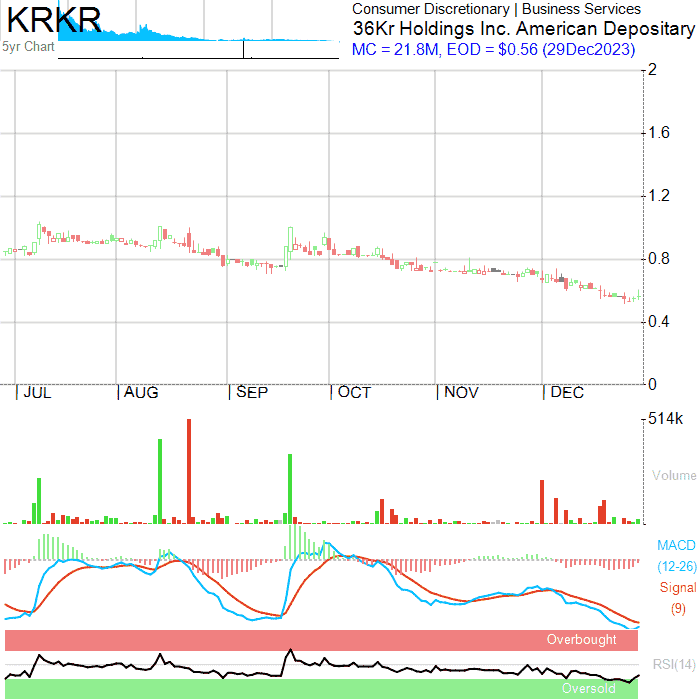 KRKR
5yr Chart
Consumer Discretionary | Business Services
36Kr Holdings Inc. American Depositary
MC = 21.8M, EOD = $0.56 (29Dec2023)
2
1.6
1.2
0.8
0.4
0
JUL
AUG
SEP
OCT
NOV
DEC
514k
Volume
MACD
(12-26)
Signal
(9)
Overbought
RSI(14)
Oversold